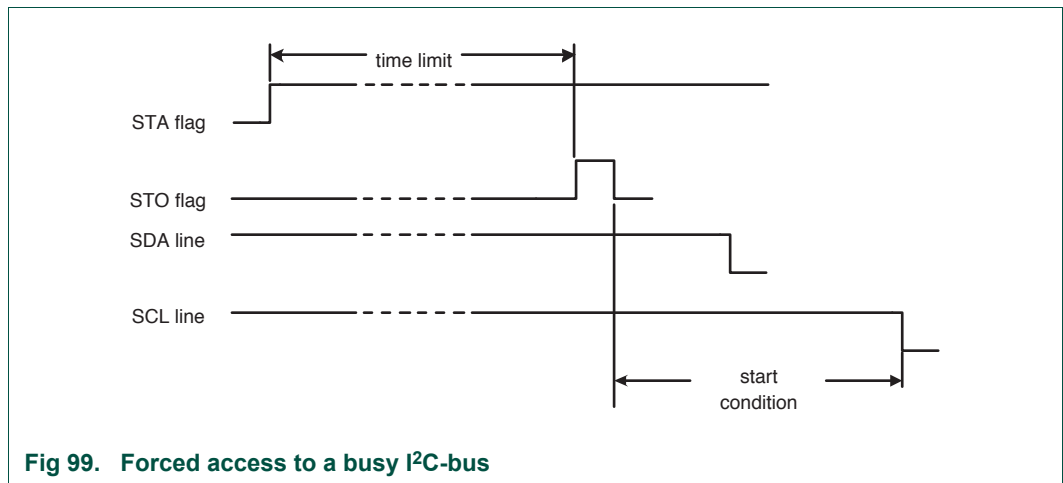 time limit
STA flag
STO flag
SDA line
SCL line
start
condition
Fig 99. Forced access to a busy I²C-bus